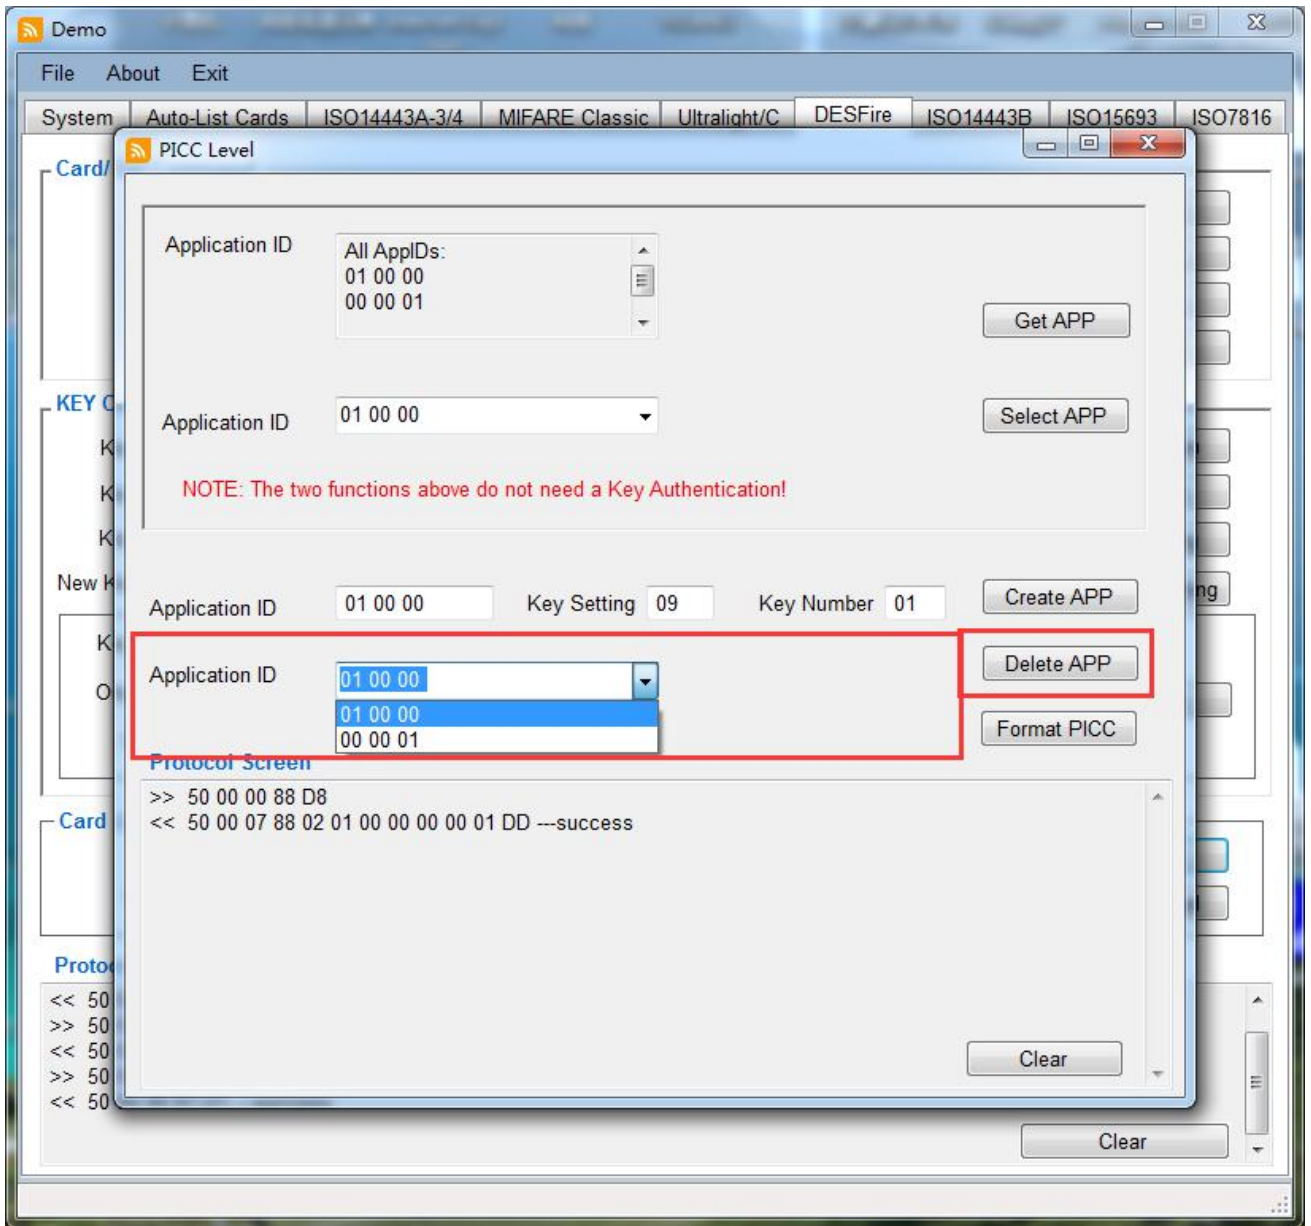 Demo
File About Exit
System Auto-List Cards ISO14443A-3/4 MIFARE Classic Ultralight/C DESFire ISO14443B ISO15693 ISO7816
PICC Level
Card/
Application ID
All AppIDs:
01 00 00
00 00 01
Get APP
KEY
Application ID 01 00 00 Select APP
NOTE: The two functions above do not need a Key Authentication!
New
Application ID 01 00 00 Key Setting 09 Key Number 01 Create APP
ng
Application ID 01 00 00 Delete APP
01 00 00
00 00 01
Format PICC
Protocol Screen
>> 50 00 00 88 D8
<< 50 00 07 88 02 01 00 00 00 00 01 DD ---success
Card
Clear
<< 50
>> 50
<< 50
>> 50
<< 50
Clear